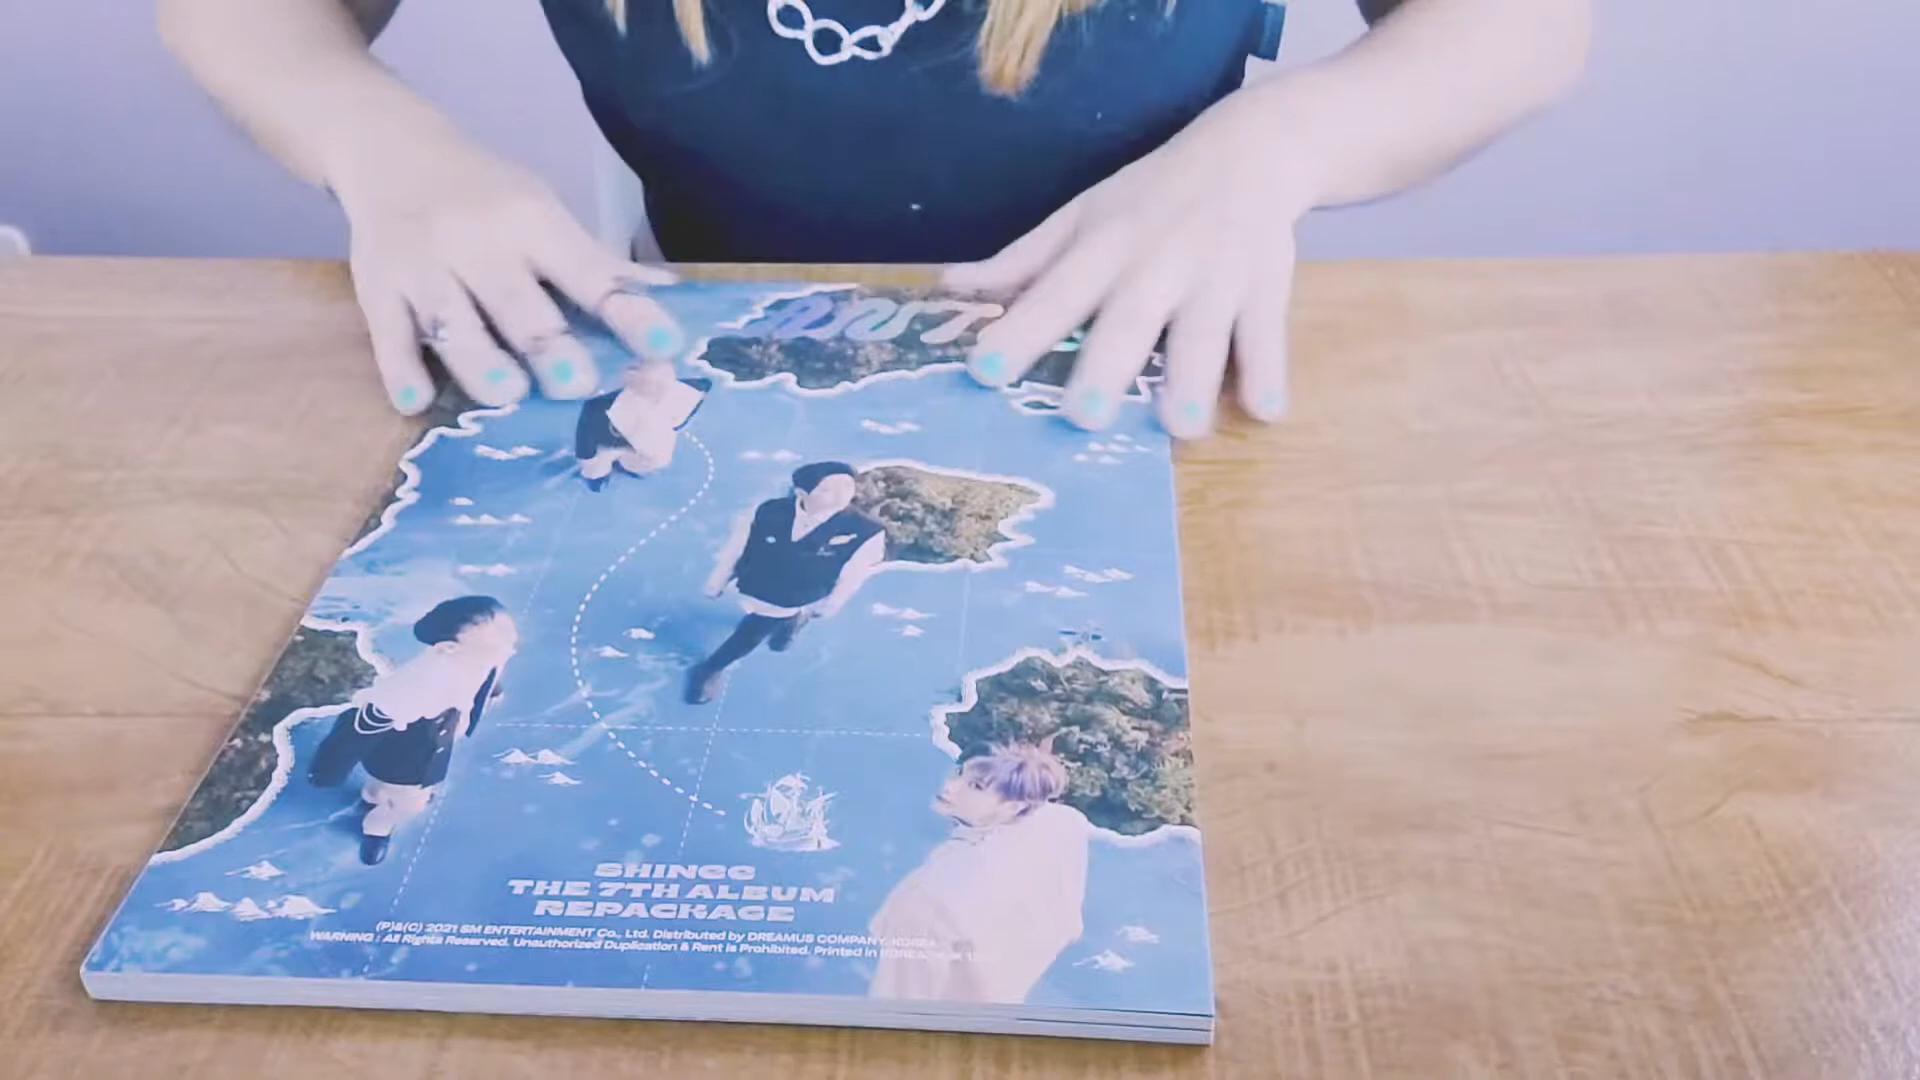 SHINee
THE 7TH ALBUM
REPACKAGE
(P)&(C) 2021 SM ENTERTAINMENT Co., Ltd. Distributed by DREAMUS COMPANY. KOREA
WARNING : All Rights Reserved. Unauthorized Duplication & Rent is Prohibited. Printed in KOREA.